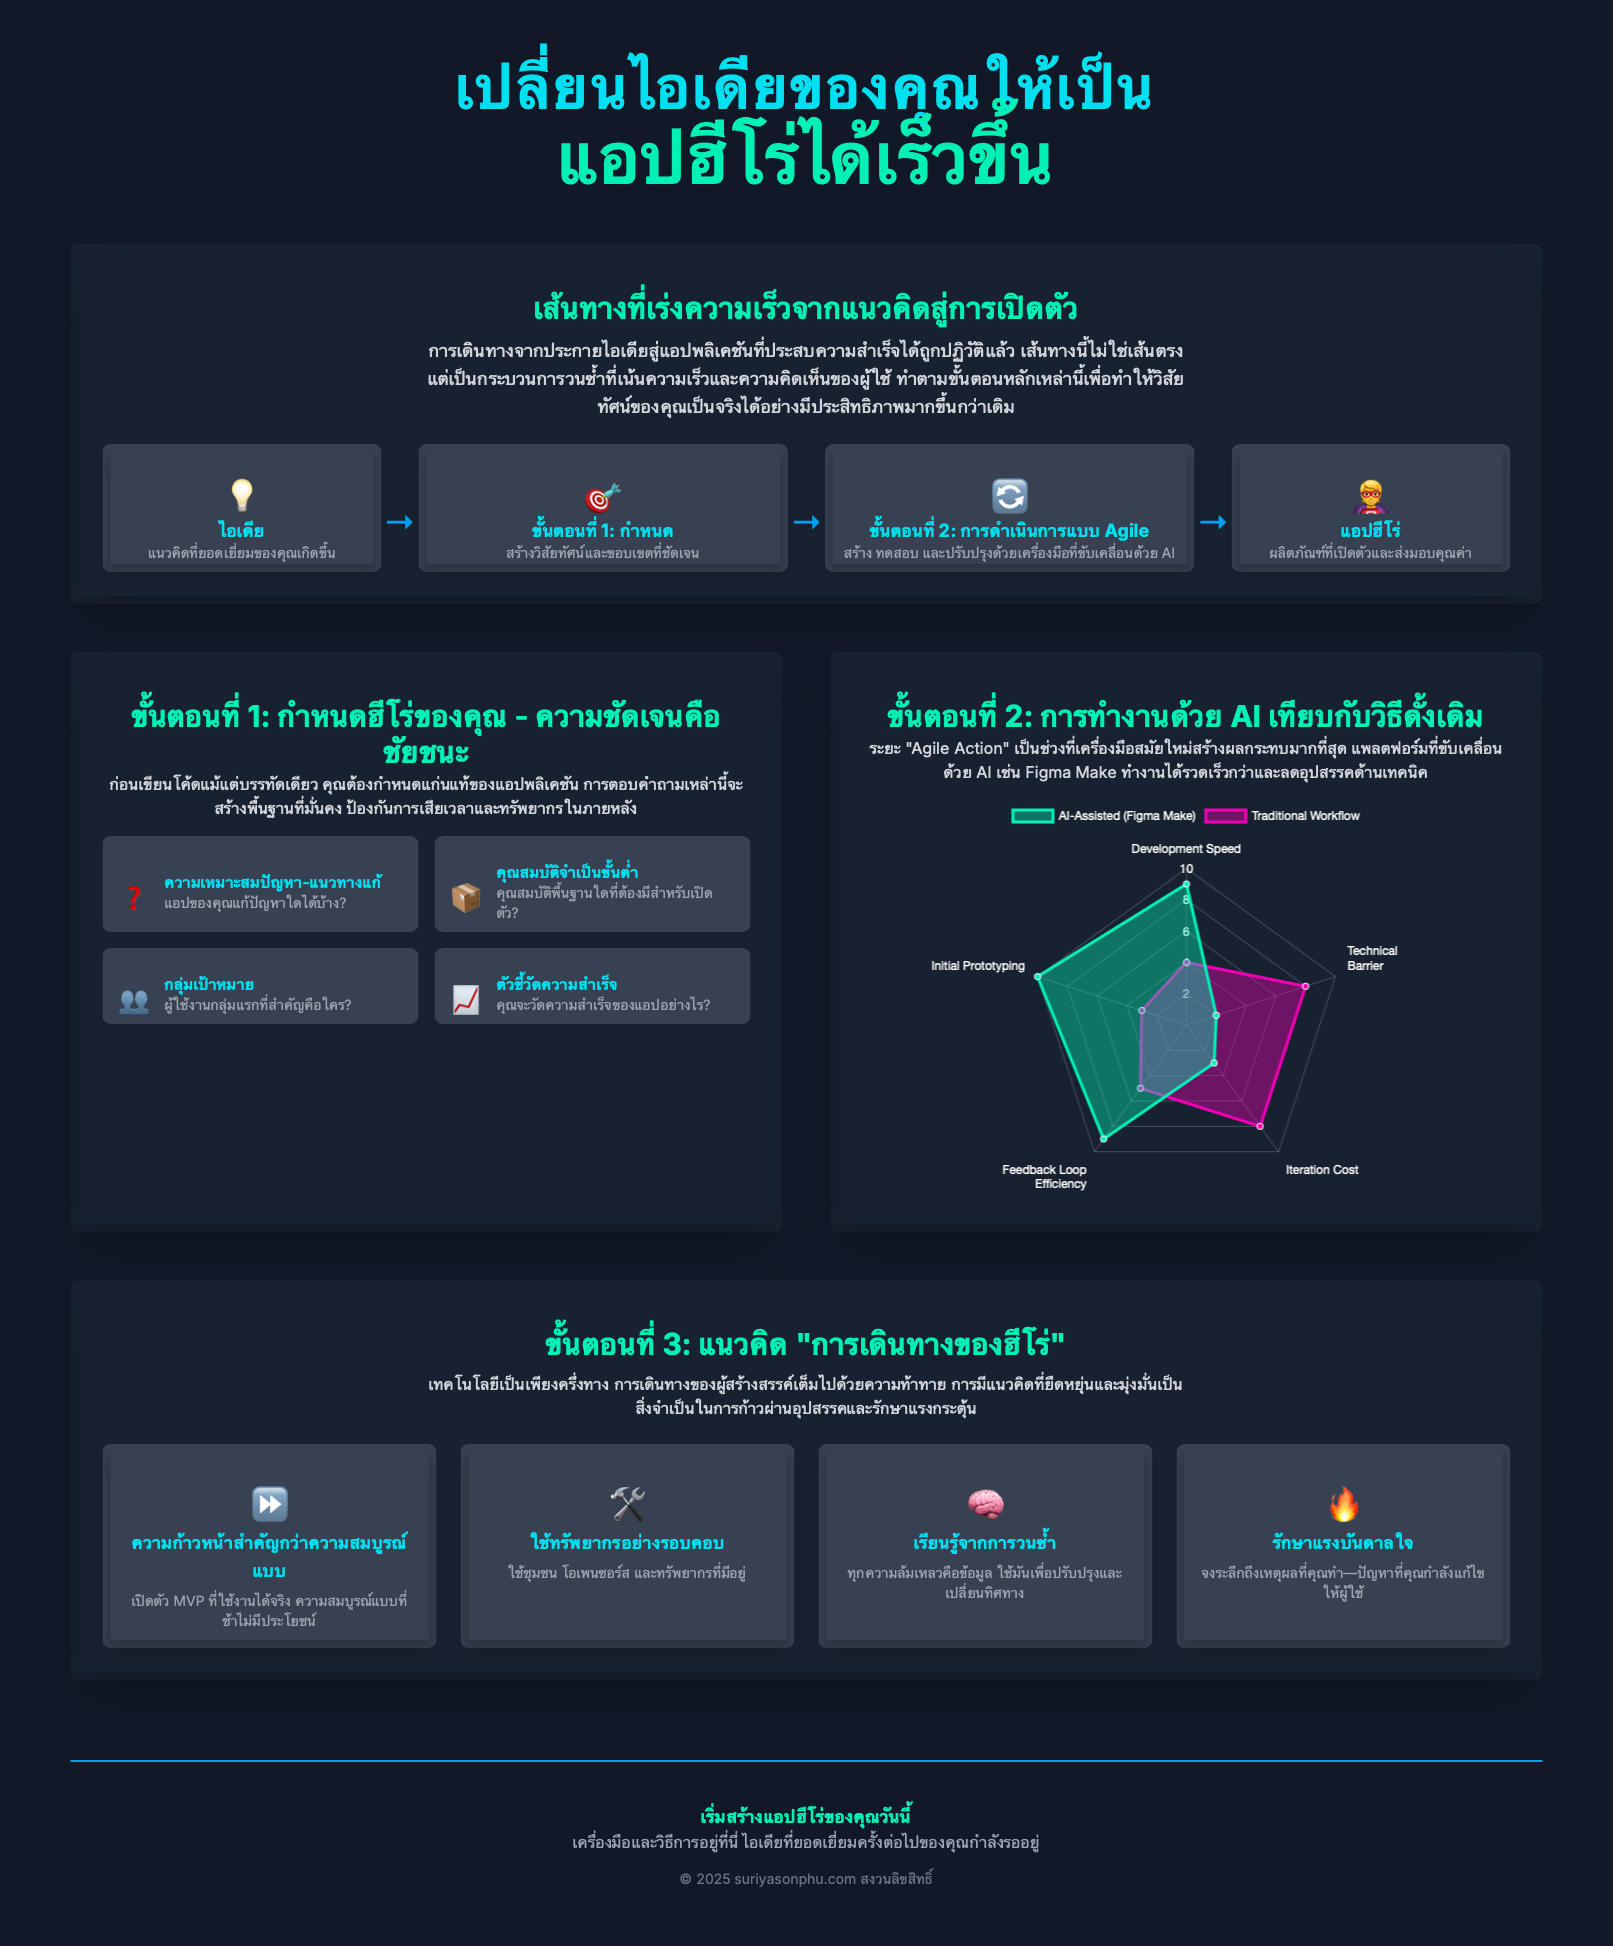 เปลี่ยนไอเดียของคุณให้เป็น
แอปฮีโร่ได้เร็วขึ้น
เส้นทางที่เร่งความเร็วจากแนวคิดสู่การเปิดตัว
การเดินทางจากประกายไอเดียสู่แอปพลิเคชันที่ประสบความสำเร็จได้ถูกปฏิวัติแล้ว เส้นทางนี้ไม่ใช่เส้นตรง
แต่เป็นกระบวนการวนซ้ำที่เน้นความเร็วและความคิดเห็นของผู้ใช้ ทำตามขั้นตอนหลักเหล่านี้เพื่อทำให้วิสัย
ทัศน์ของคุณเป็นจริงได้อย่างมีประสิทธิภาพมากขึ้นกว่าเดิม
ไอเดีย
แนวคิดที่ยอดเยี่ยมของคุณเกิดขึ้น
→
ขั้นตอนที่ 1: กำหนด
สร้างวิสัยทัศน์และขอบเขตที่ชัดเจน
→
ขั้นตอนที่ 2: การดำเนินการแบบ Agile
สร้าง ทดสอบ และปรับปรุงด้วยเครื่องมือที่ขับเคลื่อนด้วย AI
→
แอปฮีโร่
ผลิตภัณฑ์ที่เปิดตัวและส่งมอบคุณค่า
ขั้นตอนที่ 1: กำหนดฮีโร่ของคุณ - ความชัดเจนคือ
ชัยชนะ
ก่อนเขียนโค้ดแม้แต่บรรทัดเดียว คุณต้องกำหนดแก่นแท้ของแอปพลิเคชัน การตอบคำถามเหล่านี้จะ
สร้างพื้นฐานที่มั่นคง ป้องกันการเสียเวลาและทรัพยากรในภายหลัง
ความเหมาะสมปัญหา-แนวทางแก้
แอปของคุณแก้ปัญหาใดได้บ้าง?
คุณสมบัติจำเป็นขั้นต่ำ
คุณสมบัติพื้นฐานใดที่ต้องมีสำหรับเปิด
ตัว?
กลุ่มเป้าหมาย
ผู้ใช้งานกลุ่มแรกที่สำคัญคือใคร?
ตัวชี้วัดความสำเร็จ
คุณจะวัดความสำเร็จของแอปอย่างไร?
ขั้นตอนที่ 2: การทำงานด้วย AI เทียบกับวิธีดั้งเดิม
ระยะ "Agile Action" เป็นช่วงที่เครื่องมือสมัยใหม่สร้างผลกระทบมากที่สุด แพลตฟอร์มที่ขับเคลื่อน
ด้วย AI เช่น Figma Make ทำงานได้รวดเร็วกว่าและลดอุปสรรคด้านเทคนิค
AI-Assisted (Figma Make)
Traditional Workflow
Development Speed
10
8
6
2
Technical
Barrier
Initial Prototyping
Feedback Loop
Efficiency
Iteration Cost
ขั้นตอนที่ 3: แนวคิด "การเดินทางของฮีโร่"
เทคโนโลยีเป็นเพียงครึ่งทาง การเดินทางของผู้สร้างสรรค์เต็มไปด้วยความท้าทาย การมีแนวคิดที่ยืดหยุ่นและมุ่งมั่นเป็น
สิ่งจำเป็นในการก้าวผ่านอุปสรรคและรักษาแรงกระตุ้น
ความก้าวหน้าสำคัญกว่าความสมบูรณ์
แบบ
เปิดตัว MVP ที่ใช้งานได้จริง ความสมบูรณ์แบบที่
ช้าไม่มีประโยชน์
ใช้ทรัพยากรอย่างรอบคอบ
ใช้ชุมชน โอเพนซอร์ส และทรัพยากรที่มีอยู่
เรียนรู้จากการวนซ้ำ
ทุกความล้มเหลวคือข้อมูล ใช้มันเพื่อปรับปรุงและ
เปลี่ยนทิศทาง
รักษาแรงบันดาลใจ
จงระลึกถึงเหตุผลที่คุณทำ—ปัญหาที่คุณกำลังแก้ไข
ให้ผู้ใช้
เริ่มสร้างแอปฮีโร่ของคุณวันนี้
เครื่องมือและวิธีการอยู่ที่นี่ ไอเดียที่ยอดเยี่ยมครั้งต่อไปของคุณกำลังรออยู่
© 2025 suriyasonphu.com สงวนลิขสิทธิ์